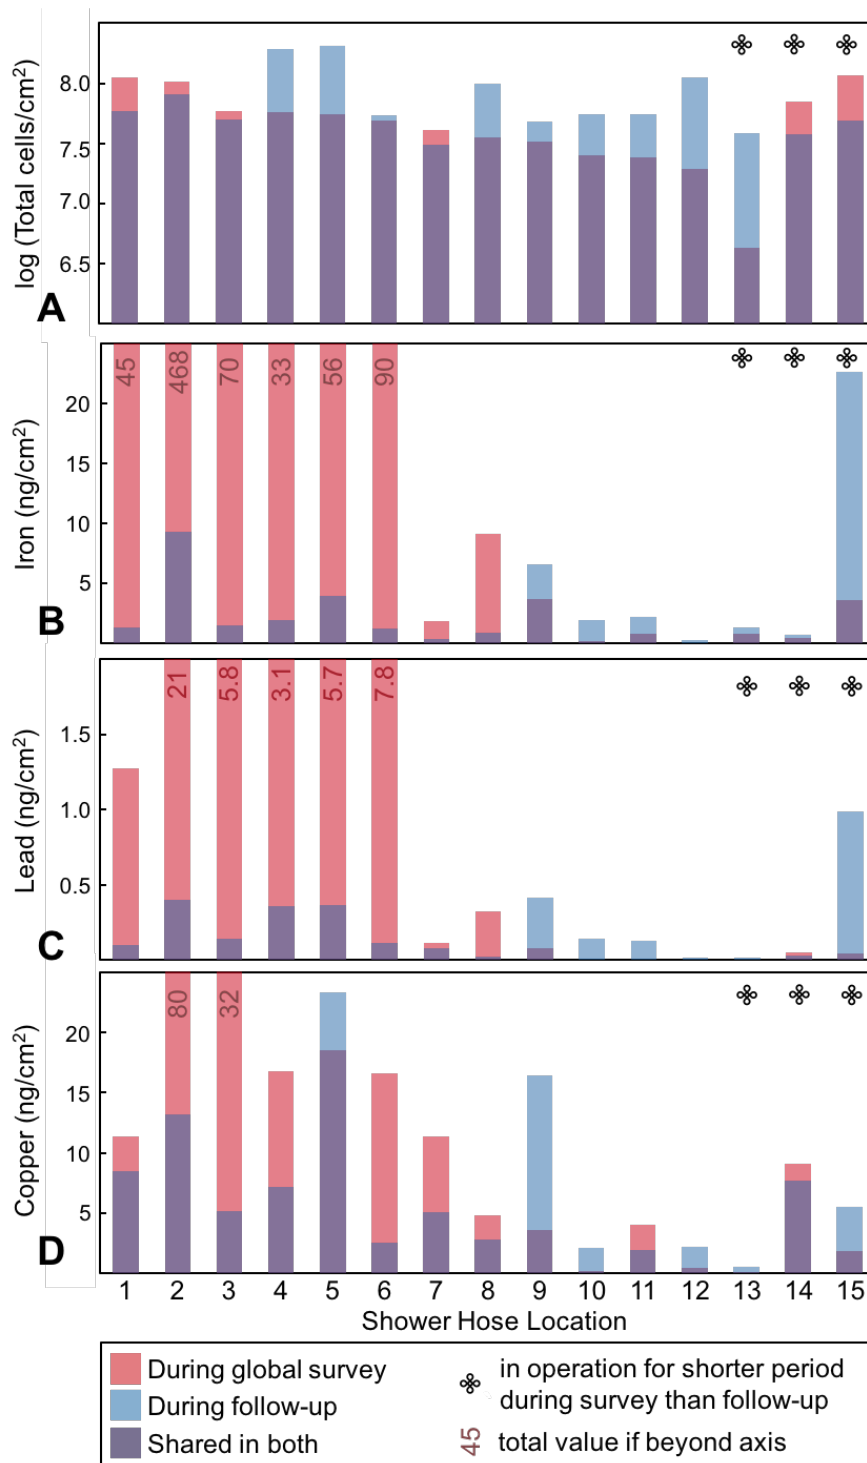 log (Total cells/cm²)
8.0
7.5
7.0
6.5
A
Iron (ng/cm²)
20
15
10
5
45
468
70
33
56
90
B
Lead (ng/cm²)
1.5
1.0
0.5
21
5.8
3.1
5.7
7.8
C
Copper (ng/cm²)
20
15
10
5
80
32
D
1 2 3 4 5 6 7 8 9 10 11 12 13 14 15
Shower Hose Location
During global survey
During follow-up
Shared in both
in operation for shorter period
during survey than follow-up
45 total value if beyond axis